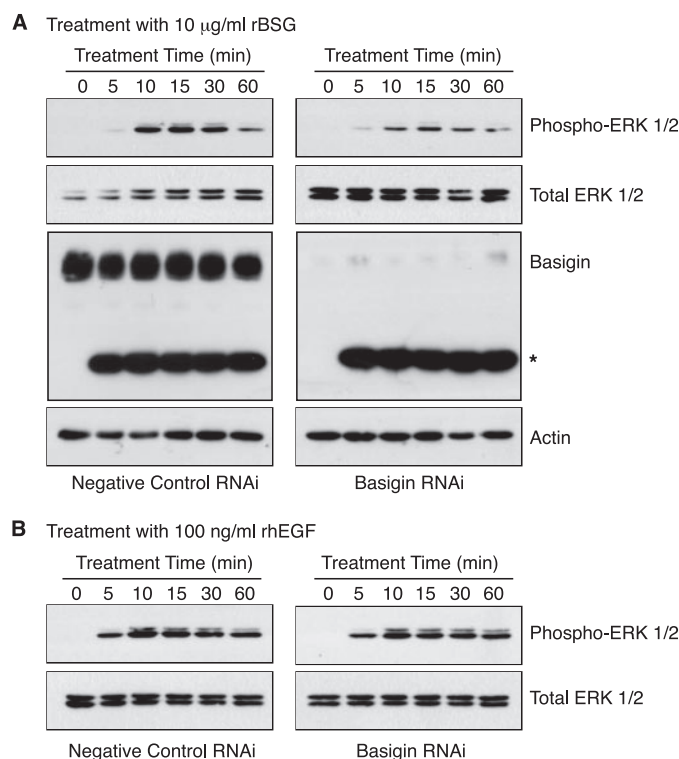 A Treatment with 10 μg/ml rBSG
Treatment Time (min) Treatment Time (min)
0 5 10 15 30 60 0 5 10 15 30 60
Phospho-ERK 1/2
Total ERK 1/2
Basigin
*
Actin
Negative Control RNAi Basigin RNAi
B Treatment with 100 ng/ml rhEGF
Treatment Time (min) Treatment Time (min)
0 5 10 15 30 60 0 5 10 15 30 60
Phospho-ERK 1/2
Total ERK 1/2
Negative Control RNAi Basigin RNAi